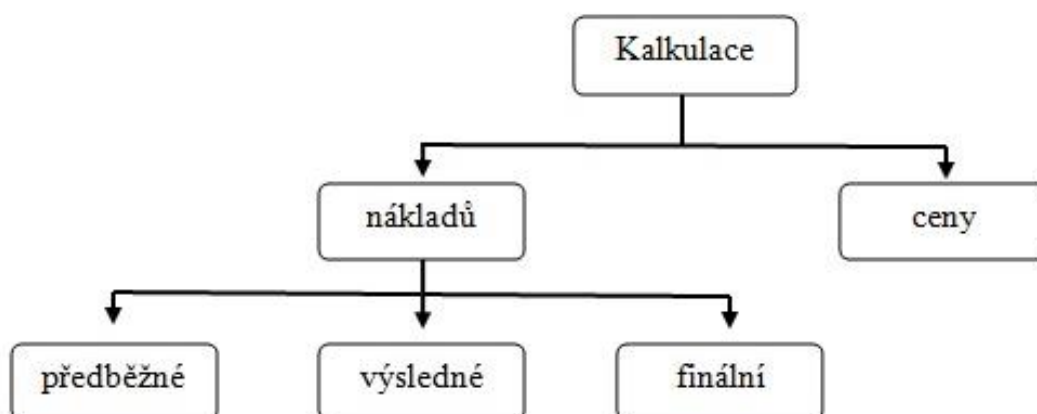 Kalkulace
nákladů
ceny
předběžné
výsledné
finální